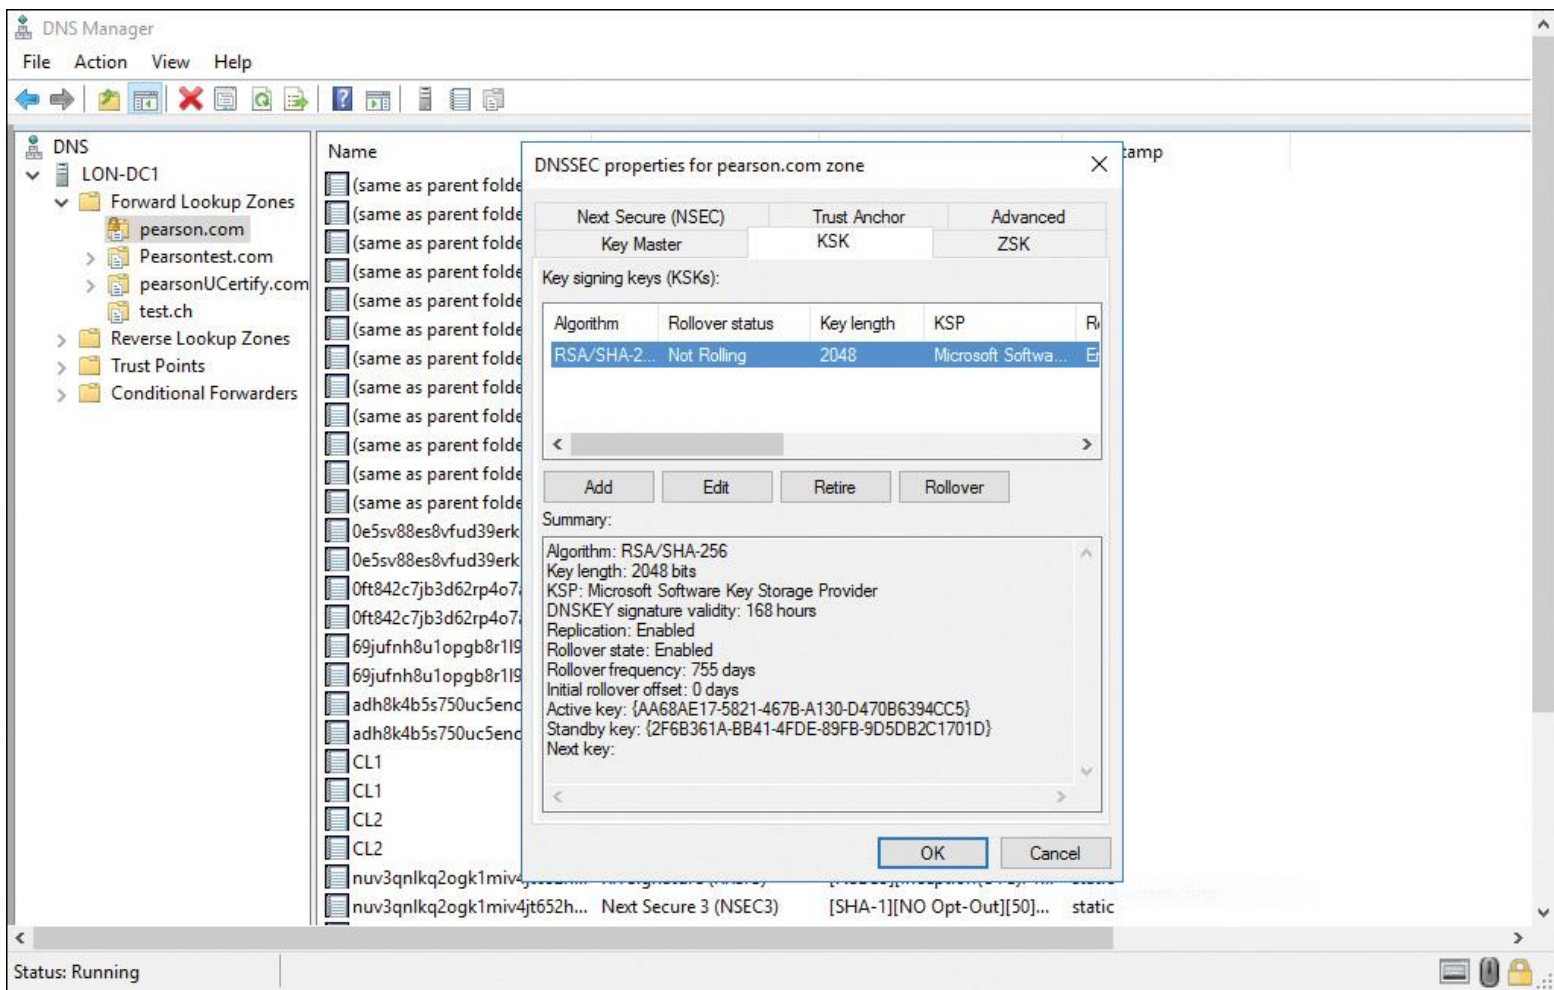 DNS Manager
File Action View Help
DNS
LON-DC1
Forward Lookup Zones
pearson.com
Pearsontest.com
pearsonUCertify.com
test.ch
Reverse Lookup Zones
Trust Points
Conditional Forwarders
Name
(same as parent folde
(same as parent folde
(same as parent folde
(same as parent folde
(same as parent folde
(same as parent folde
(same as parent folde
(same as parent folde
(same as parent folde
(same as parent folde
(same as parent folde
(same as parent folde
0e5sv88es8vfud39erk
0e5sv88es8vfud39erk
0ft842c7jb3d62rp4o7
0ft842c7jb3d62rp4o7
69jufnh8u1opgb8r1l9
69jufnh8u1opgb8r1l9
adh8k4b5s750uc5enc
adh8k4b5s750uc5enc
CL1
CL1
CL2
CL2
nuv3qnlkq2ogk1miv4jt652h...
nuv3qnlkq2ogk1miv4jt652h... Next Secure 3 (NSEC3) [SHA-1][NO Opt-Out][50]... static
tamp
DNSSEC properties for pearson.com zone
Next Secure (NSEC) Trust Anchor Advanced
Key Master KSK ZSK
Key signing keys (KSKs):
Algorithm Rollover status Key length KSP
RSA/SHA-2... Not Rolling 2048 Microsoft Softwa...
Add Edit Retire Rollover
Summary:
Algorithm: RSA/SHA-256
Key length: 2048 bits
KSP: Microsoft Software Key Storage Provider
DNSKEY signature validity: 168 hours
Replication: Enabled
Rollover state: Enabled
Rollover frequency: 755 days
Initial rollover offset: 0 days
Active key: {AA68AE17-5821-467B-A130-D470B6394CC5}
Standby key: {2F6B361A-BB41-4FDE-89FB-9D5DB2C1701D}
Next key:
OK Cancel
Status: Running